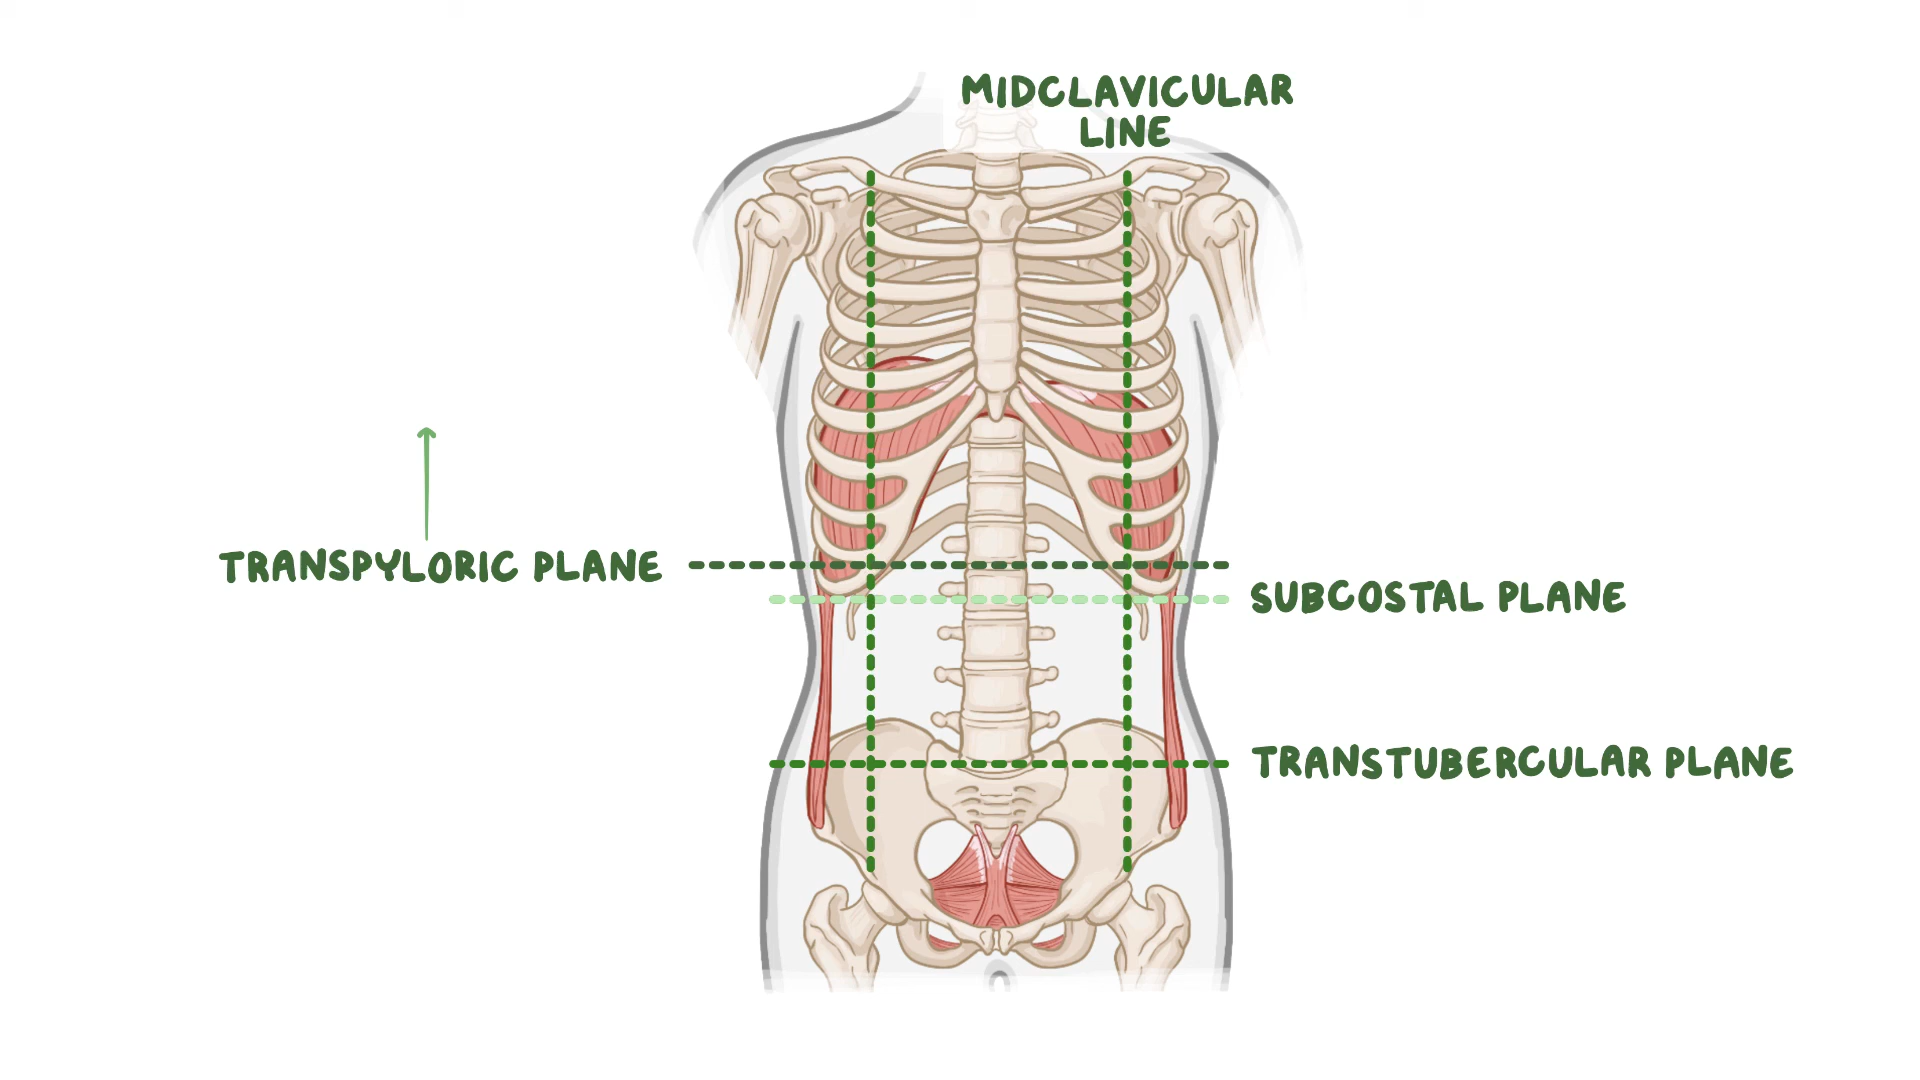 MIDCLAVICULAR
LINE
TRANSPYLORIC PLANE
SUBCOSTAL PLANE
TRANSTUBERCULAR PLANE